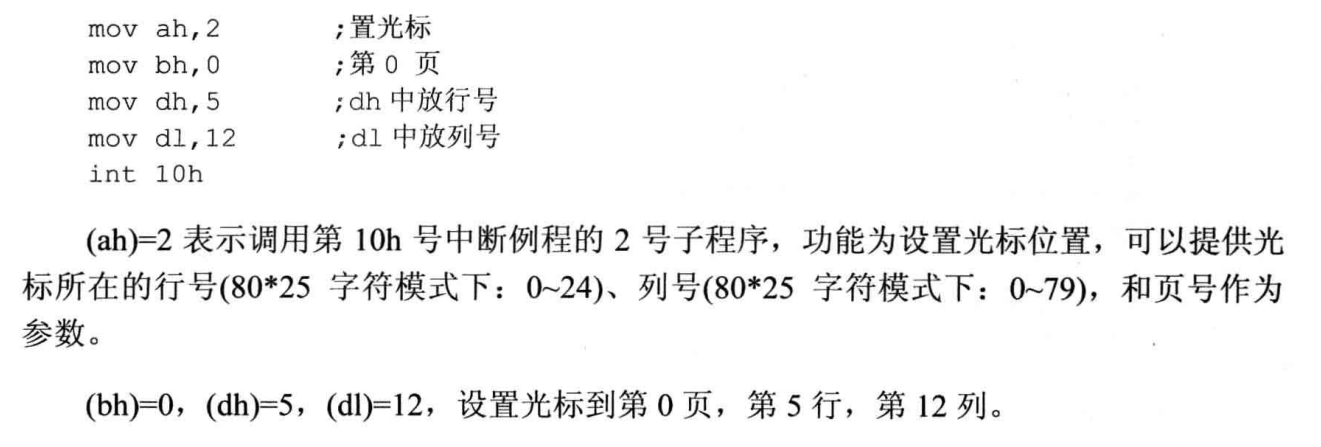 mov ah,2 ;置光标
mov bh,0 ;第0 页
mov dh,5 ;dh 中放行号
mov dl,12 ;dl 中放列号
int 10h
(ah)=2 表示调用第 10h 号中断例程的 2 号子程序，功能为设置光标位置，可以提供光
标所在的行号(80*25 字符模式下：0~24)、列号(80*25 字符模式下：0~79)，和页号作为
参数。
(bh)=0，(dh)=5，(dl)=12，设置光标到第 0 页，第 5 行，第 12 列。